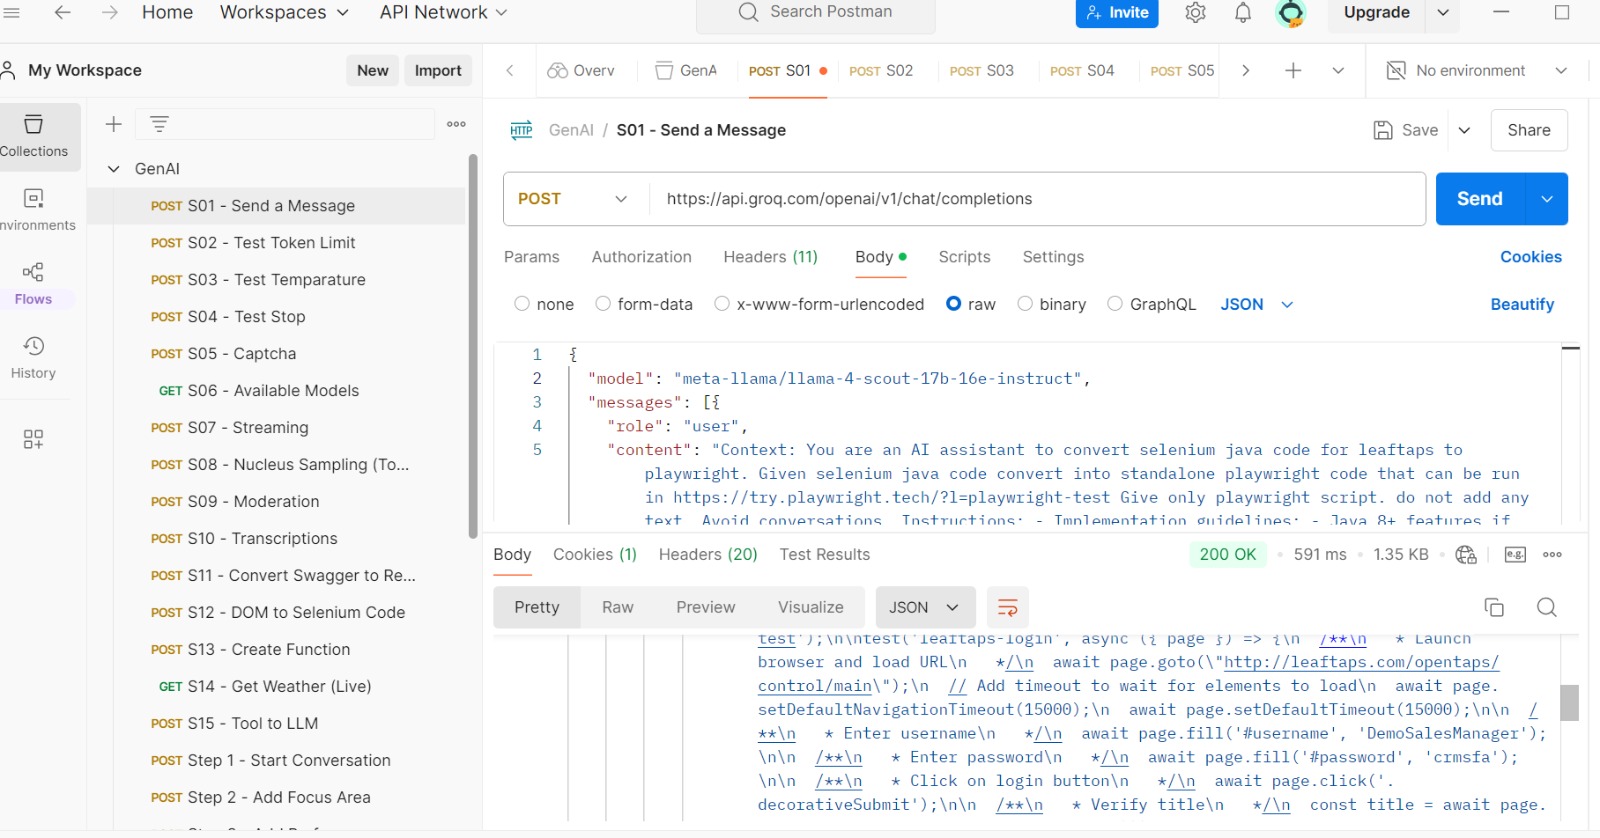 Home Workspaces API Network Search Postman Invite Upgrade
My Workspace New Import Overv GenA POST S01 POST S02 POST S03 POST S04 POST S05 No environment
Collections
nvironments
Flows
History
GenAI
POST S01 - Send a Message
POST S02 - Test Token Limit
POST S03 - Test Temparature
POST S04 - Test Stop
POST S05 - Captcha
GET S06 - Available Models
POST S07 - Streaming
POST S08 - Nucleus Sampling (To...
POST S09 - Moderation
POST S10 - Transcriptions
POST S11 - Convert Swagger to Re...
POST S12 - DOM to Selenium Code
POST S13 - Create Function
GET S14 - Get Weather (Live)
POST S15 - Tool to LLM
POST Step 1 - Start Conversation
POST Step 2 - Add Focus Area
HTTP GenAI / S01 - Send a Message Save Share
POST https://api.groq.com/openai/v1/chat/completions Send
Params Authorization Headers (11) Body Scripts Settings Cookies
none form-data x-www-form-urlencoded raw binary GraphQL JSON Beautify
1 {
2 "model": "meta-llama/llama-4-scout-17b-16e-instruct",
3 "messages": [{
4 "role": "user",
5 "content": "Context: You are an AI assistant to convert selenium java code for leaftaps to
playwright. Given selenium java code convert into standalone playwright code that can be run
in https://try.playwright.tech/?l=playwright-test Give only playwright script. do not add any
text. Avoid conversations. Instructions: - Implementation guidelines: - Java 8+ features if
Body Cookies (1) Headers (20) Test Results 200 OK • 591 ms • 1.35 KB • e.g.
Pretty Raw Preview Visualize JSON
test');\n\ntest('leaftaps-login', async ({ page }) => {\n /**\n * Launch
browser and load URL\n */\n await page.goto(\"http://leaftaps.com/opentaps/
control/main\");\n // Add timeout to wait for elements to load\n await page.
setDefaultNavigationTimeout(15000);\n await page.setDefaultTimeout(15000);\n\n /
**\n * Enter username\n */\n await page.fill('#username', 'DemoSalesManager');
\n\n /**\n * Enter password\n */\n await page.fill('#password', 'crmsfa');
\n\n /**\n * Click on login button\n */\n await page.click('.
decorativeSubmit');\n\n /**\n * Verify title\n */\n const title = await page.